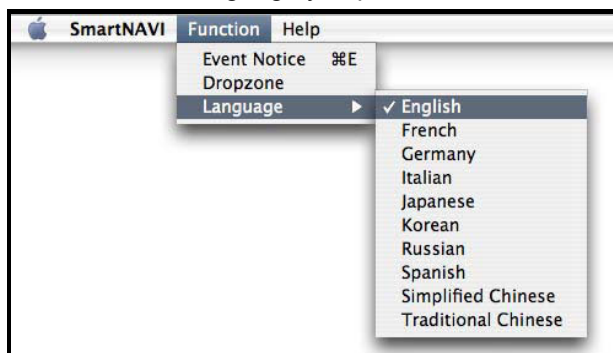 SmartNAVI Function Help
Event Notice ⌘E
Dropzone
Language ▶ ✓ English
French
Germany
Italian
Japanese
Korean
Russian
Spanish
Simplified Chinese
Traditional Chinese